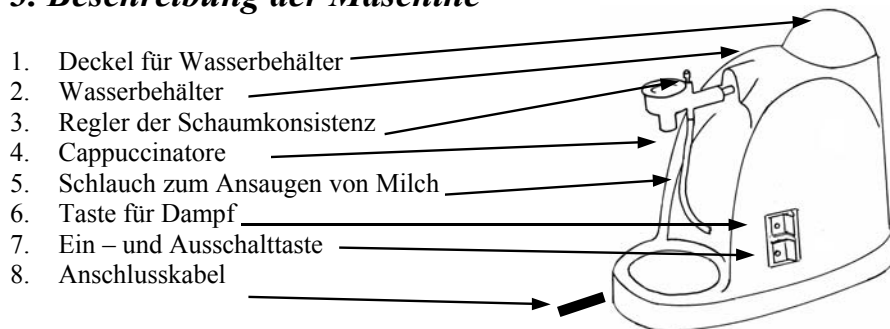 3. Beschreibung der Maschine
1. Deckel für Wasserbehälter
2. Wasserbehälter
3. Regler der Schaumkonsistenz
4. Cappuccinatore
5. Schlauch zum Ansaugen von Milch
6. Taste für Dampf
7. Ein – und Ausschalttaste
8. Anschlusskabel